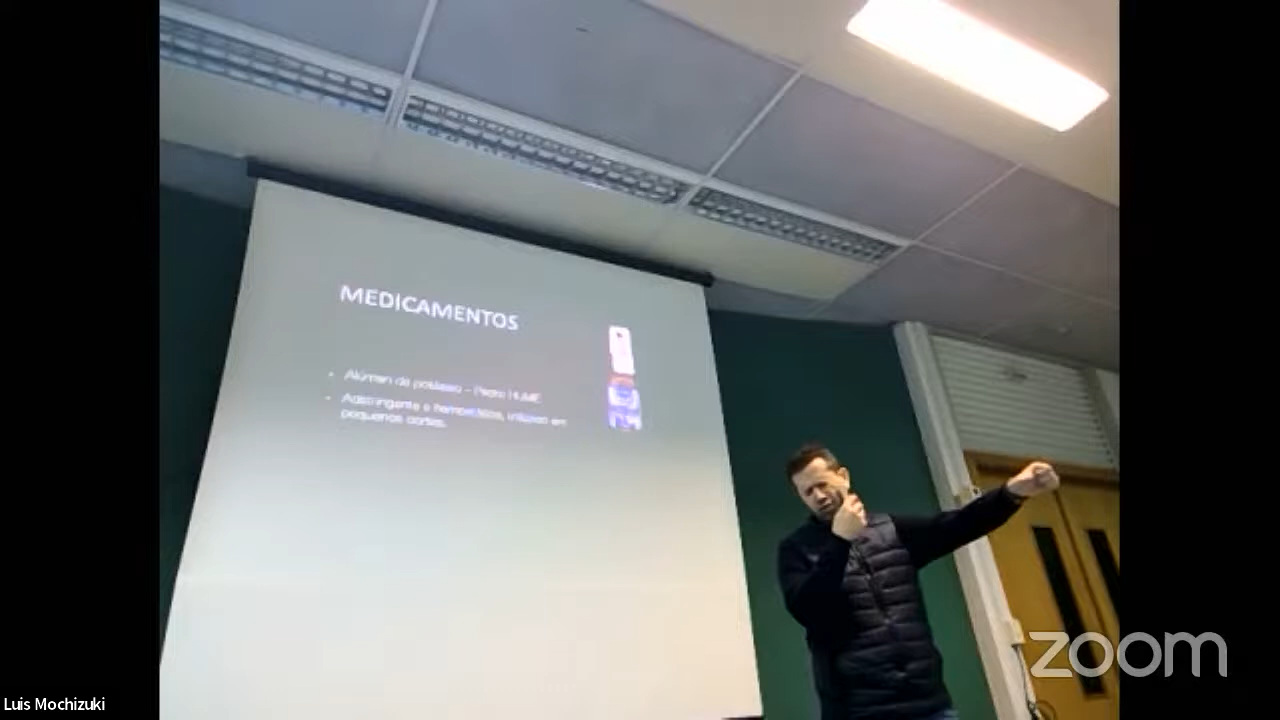 MEDICAMENTOS
• Alúmen de potássio – Pedra HUME
• Adstringente e hemostático, utilizado em
pequenos cortes.
zoom
Luis Mochizuki